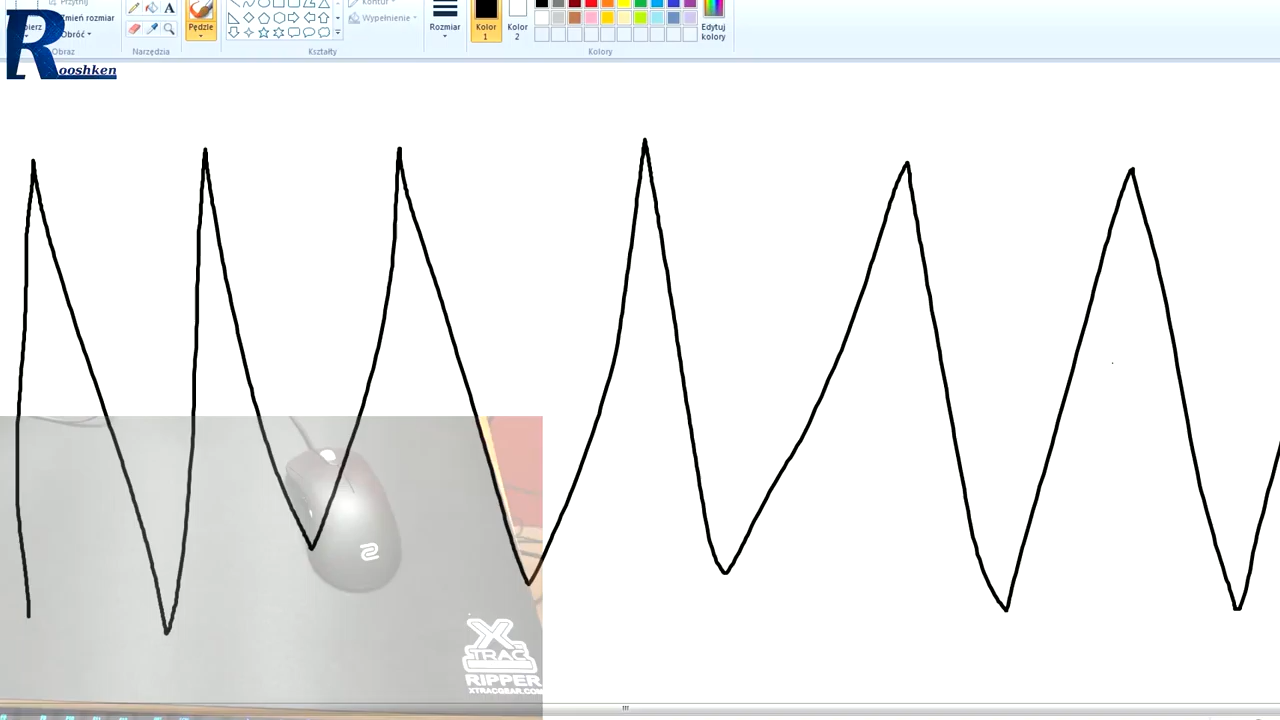 Przytnij
Zmień rozmiar
Obróć
Obraz
Narzędzia
Pędzle
Kontur
Wypełnienie
Kształty
Rozmiar
Kolor
1
Kolor
2
Edytuj
kolory
Kolory
Rooshken
XTRAC
RIPPER
XTRACGEAR.COM